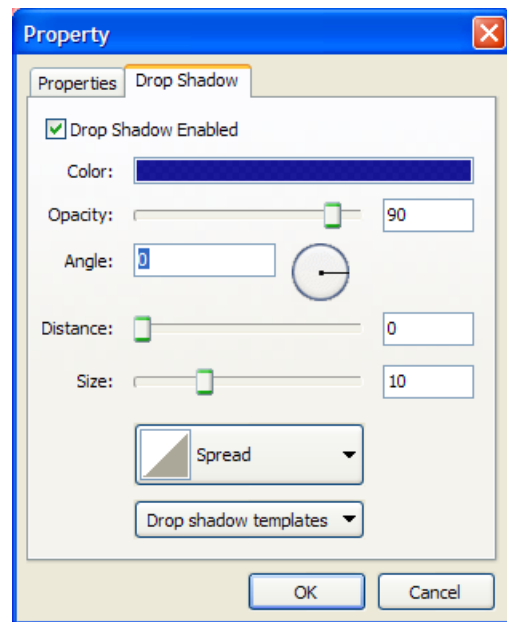 Property
Properties Drop Shadow
Drop Shadow Enabled
Color:
Opacity: 90
Angle: 0
Distance: 0
Size: 10
Spread
Drop shadow templates
OK Cancel